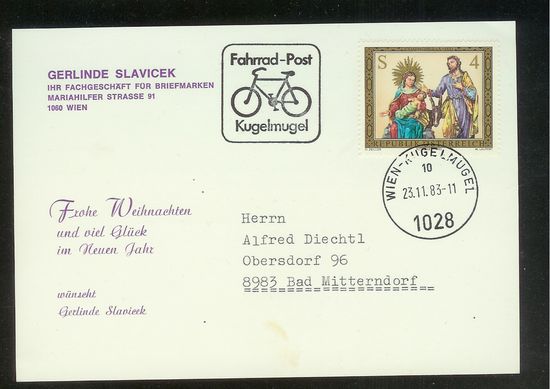 GERLINDE SLAVICEK
IHR FACHGESCHÄFT FÜR BRIEFMARKEN
MARIAHILFER STRASSE 91
1060 WIEN
Fahrrad-Post
Kugelmugel
S 4
REPUBLIK ÖSTERREICH
WIEN-KUGELMUGEL
10
23.11.83-11
1028
Frohe Weihnachten
und viel Glück
im Neuen Jahr
wünscht
Gerlinde Slavicek
Herrn
Alfred Diechtl
Obersdorf 96
8983 Bad Mitterndorf